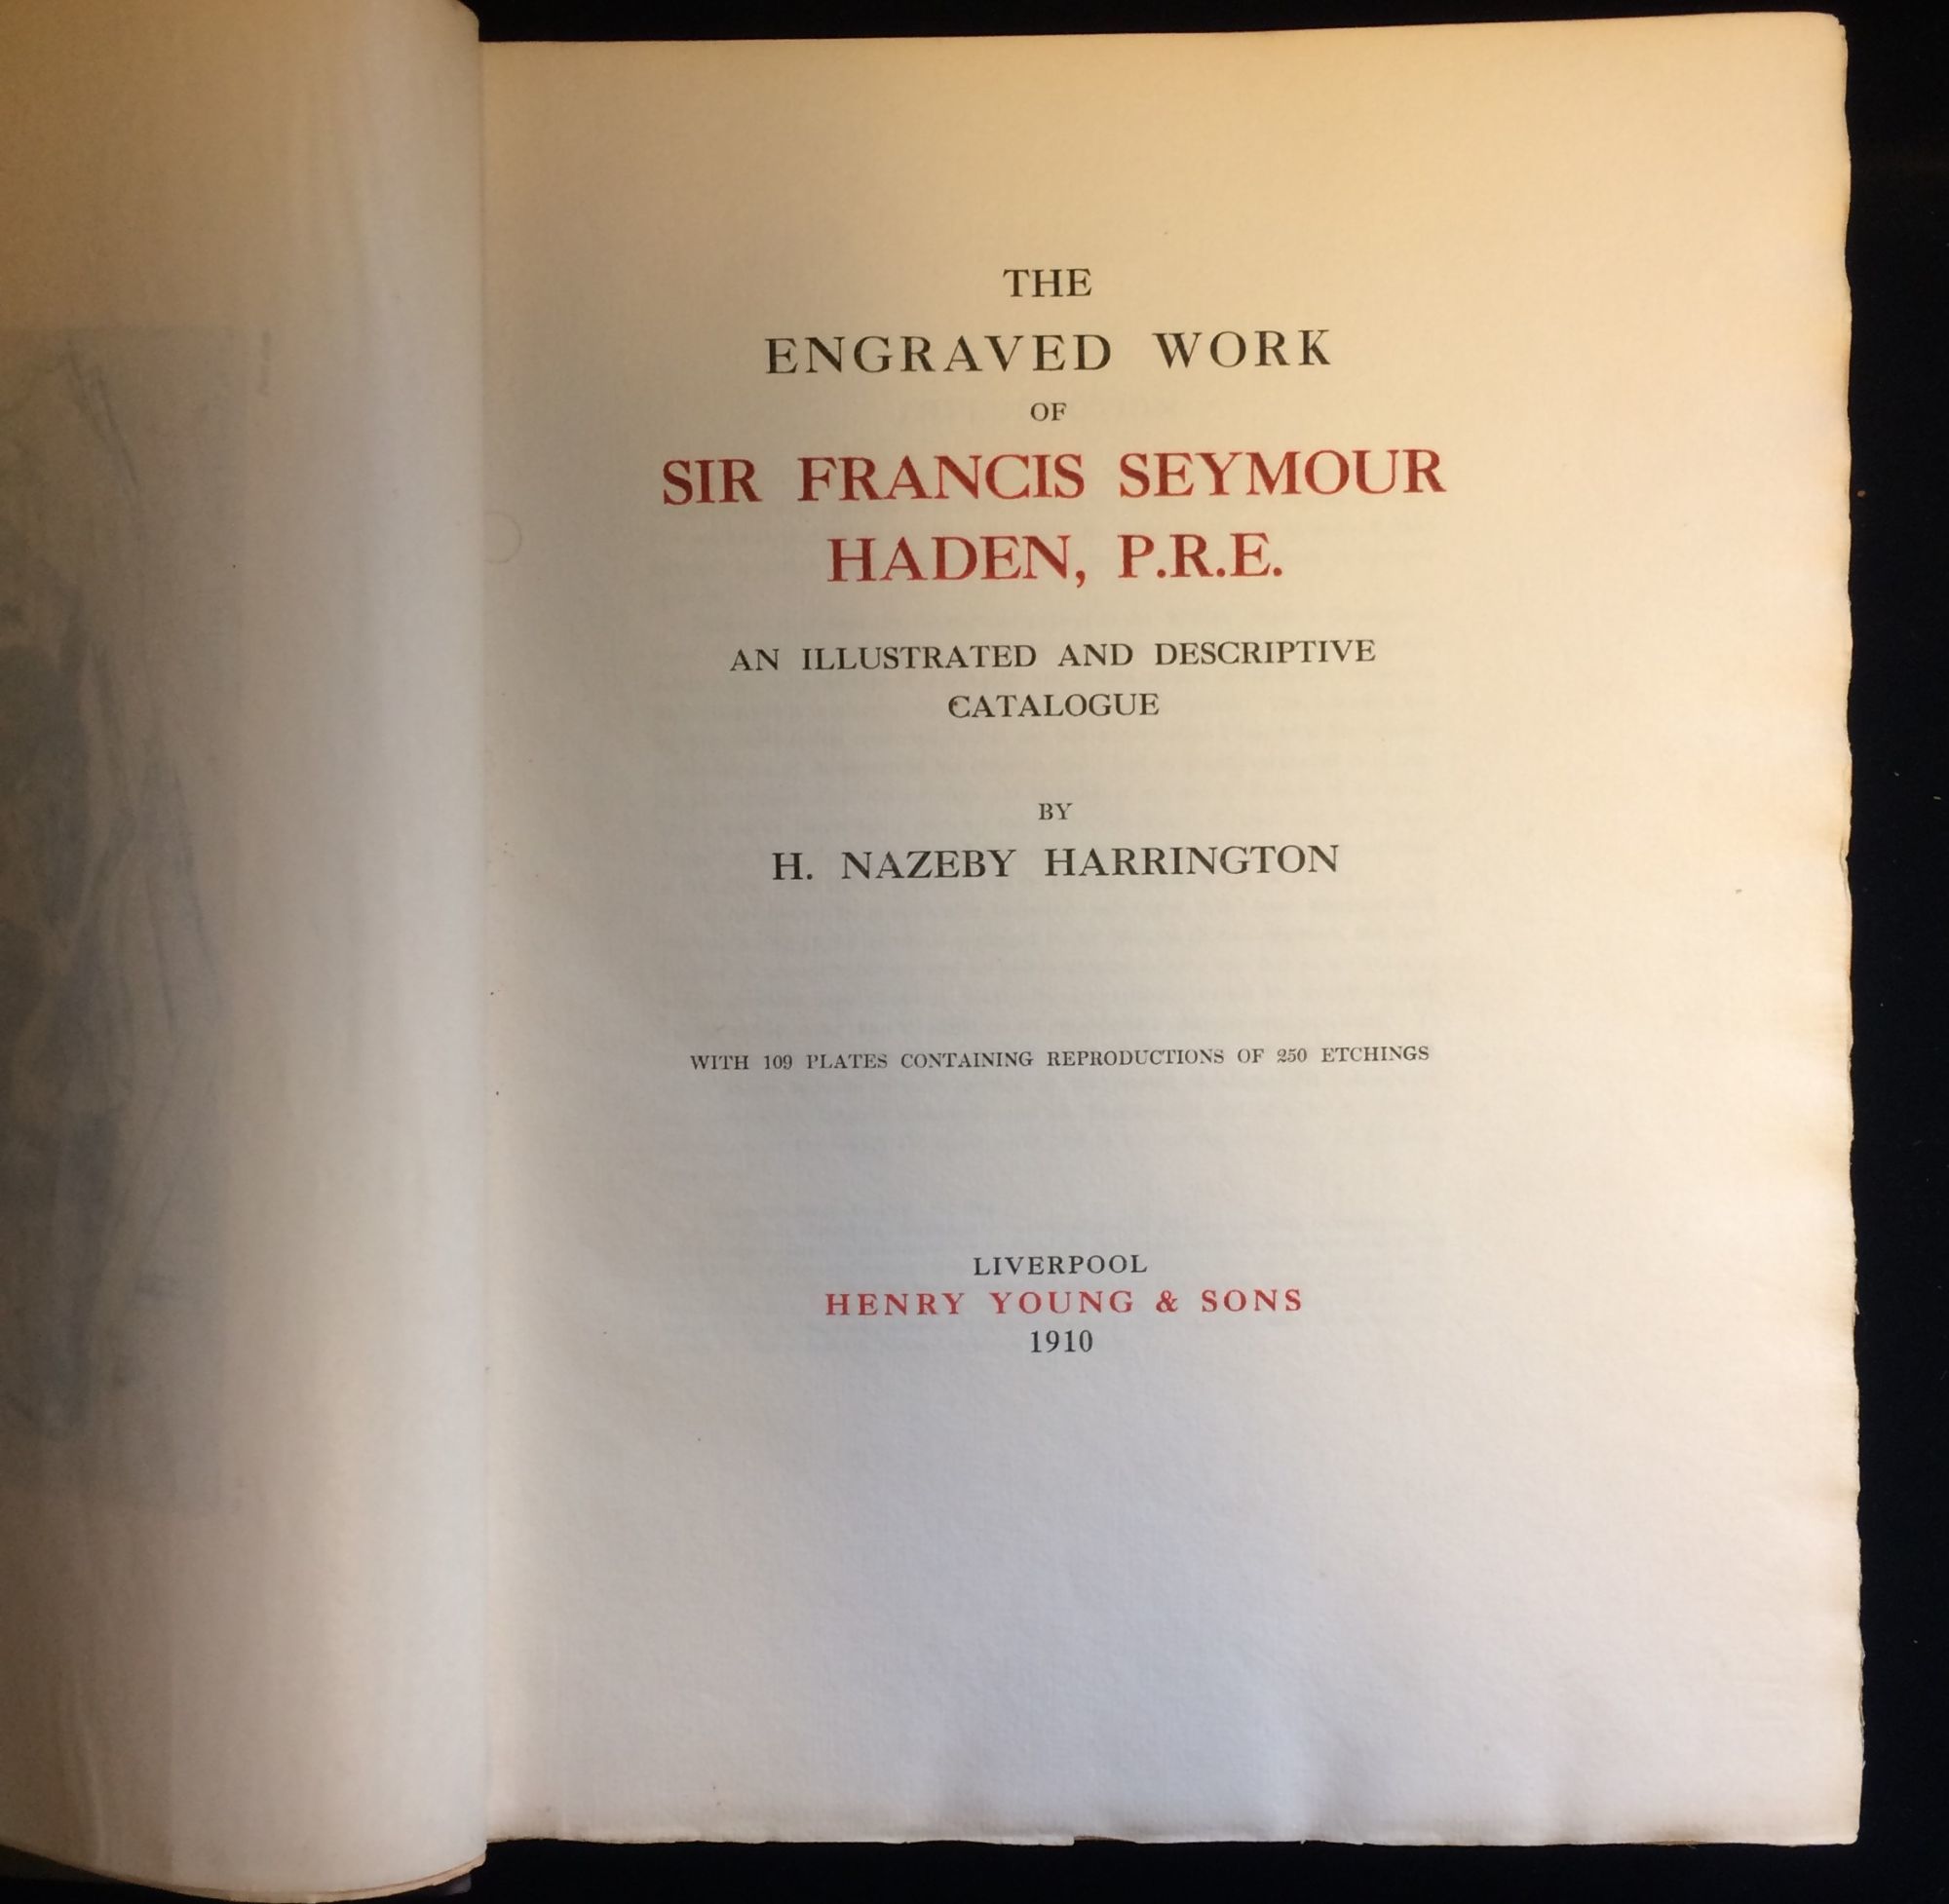 THE
ENGRAVED WORK
OF
SIR FRANCIS SEYMOUR
HADEN, P.R.E.
AN ILLUSTRATED AND DESCRIPTIVE
CATALOGUE
BY
H. NAZEBY HARRINGTON
WITH 109 PLATES CONTAINING REPRODUCTIONS OF 250 ETCHINGS
LIVERPOOL
HENRY YOUNG & SONS
1910